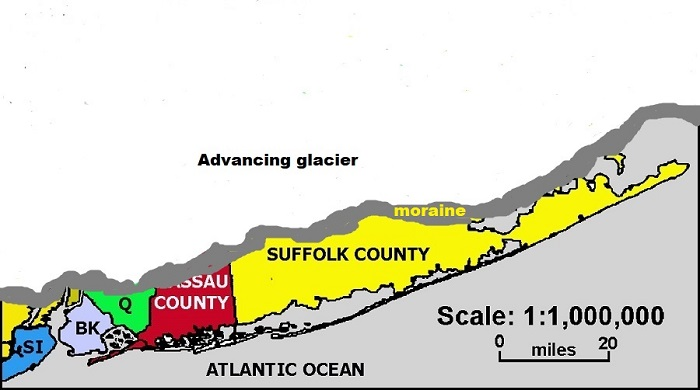 Advancing glacier
moraine
SUFFOLK COUNTY
ASSAU
COUNTY
Q
BK
SI
Scale: 1:1,000,000
0 20
miles
ATLANTIC OCEAN